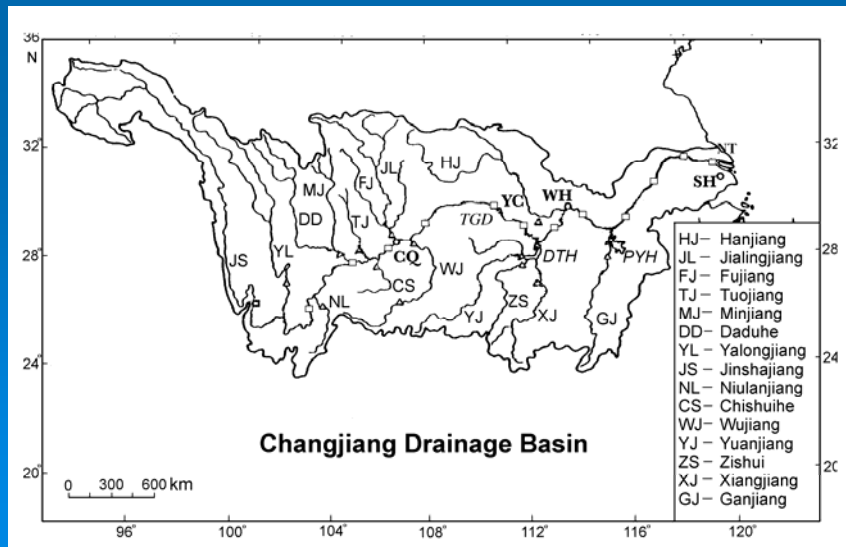 36
N
32
28
24
20
32
28
24
20
96°
100°
104°
108°
112°
116°
120°
NT
SH
HJ
JL
FJ
MJ
DD
TJ
YC
WH
TGD
DTH
PYH
JS
YL
CQ
WJ
CS
NL
YJ
ZS
XJ
GJ
HJ– Hanjiang
JL– Jialingjiang
FJ– Fujiang
TJ– Tuojiang
MJ– Minjiang
DD– Daduhe
YL – Yalongjiang
JS – Jinshajiang
NL – Niulanjiang
CS– Chishuihe
WJ– Wujiang
YJ – Yuanjiang
ZS – Zishui
XJ – Xiangjiang
GJ – Ganjiang
Changjiang Drainage Basin
0 300 600 km